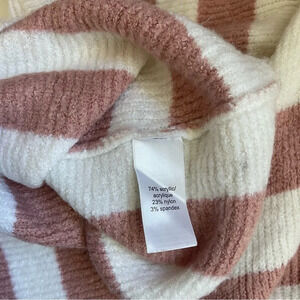 74% acrylic/
acrylique
23% nylon
3% spandex